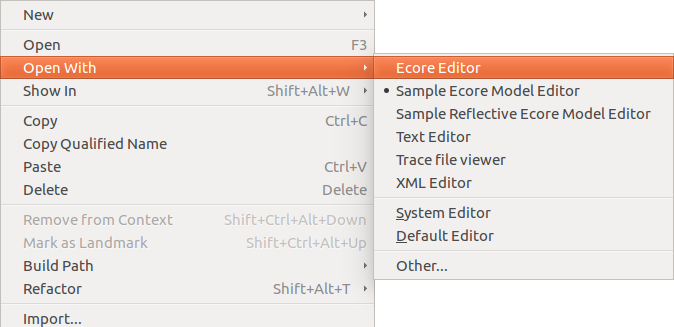 New
Open F3
Open With
Show In Shift+Alt+W
Copy Ctrl+C
Copy Qualified Name
Paste Ctrl+V
Delete Delete
Remove from Context Shift+Ctrl+Alt+Down
Mark as Landmark Shift+Ctrl+Alt+Up
Build Path
Refactor Shift+Alt+T
Import...
Ecore Editor
Sample Ecore Model Editor
Sample Reflective Ecore Model Editor
Text Editor
Trace file viewer
XML Editor
System Editor
Default Editor
Other...